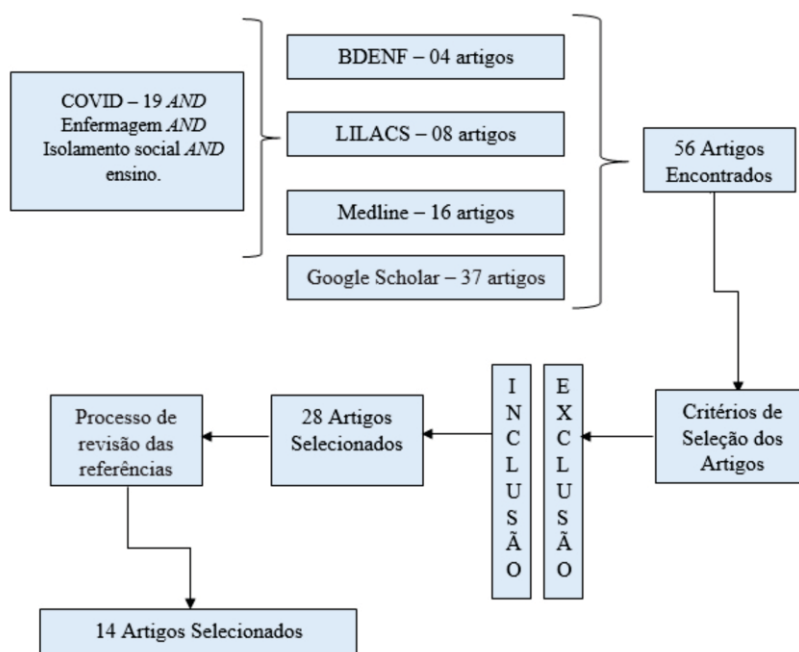 COVID – 19 AND
Enfermagem AND
Isolamento social AND
ensino.
BDENF – 04 artigos
LILACS – 08 artigos
Medline – 16 artigos
Google Scholar – 37 artigos
56 Artigos
Encontrados
Critérios de
Seleção dos
Artigos
EXCLUSÃO
INCLUSÃO
28 Artigos
Selecionados
Processo de
revisão das
referências
14 Artigos Selecionados